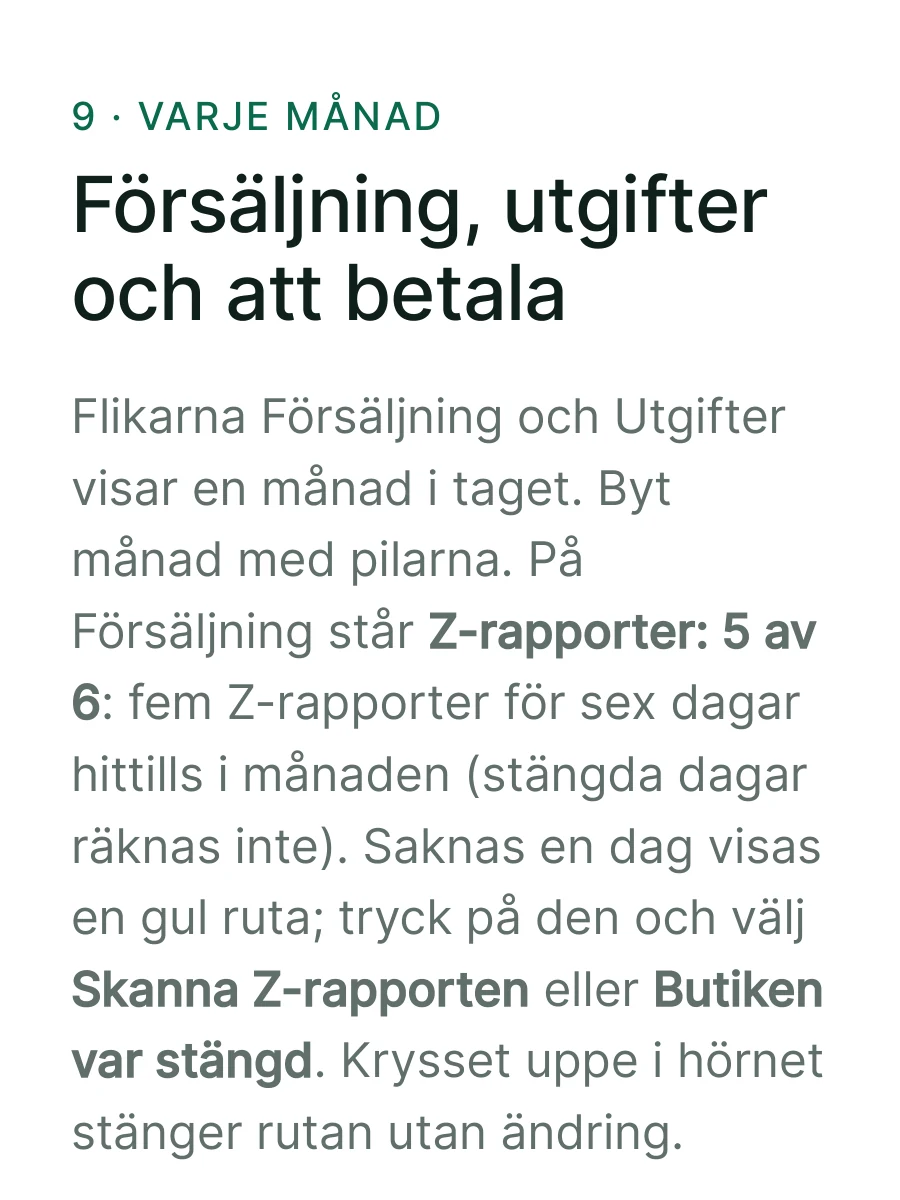 9 · VARJE MÅNAD
Försäljning, utgifter
och att betala
Flikarna Försäljning och Utgifter
visar en månad i taget. Byt
månad med pilarna. På
Försäljning står Z-rapporter: 5 av
6: fem Z-rapporter för sex dagar
hittills i månaden (stängda dagar
räknas inte). Saknas en dag visas
en gul ruta; tryck på den och välj
Skanna Z-rapporten eller Butiken
var stängd. Krysset uppe i hörnet
stänger rutan utan ändring.